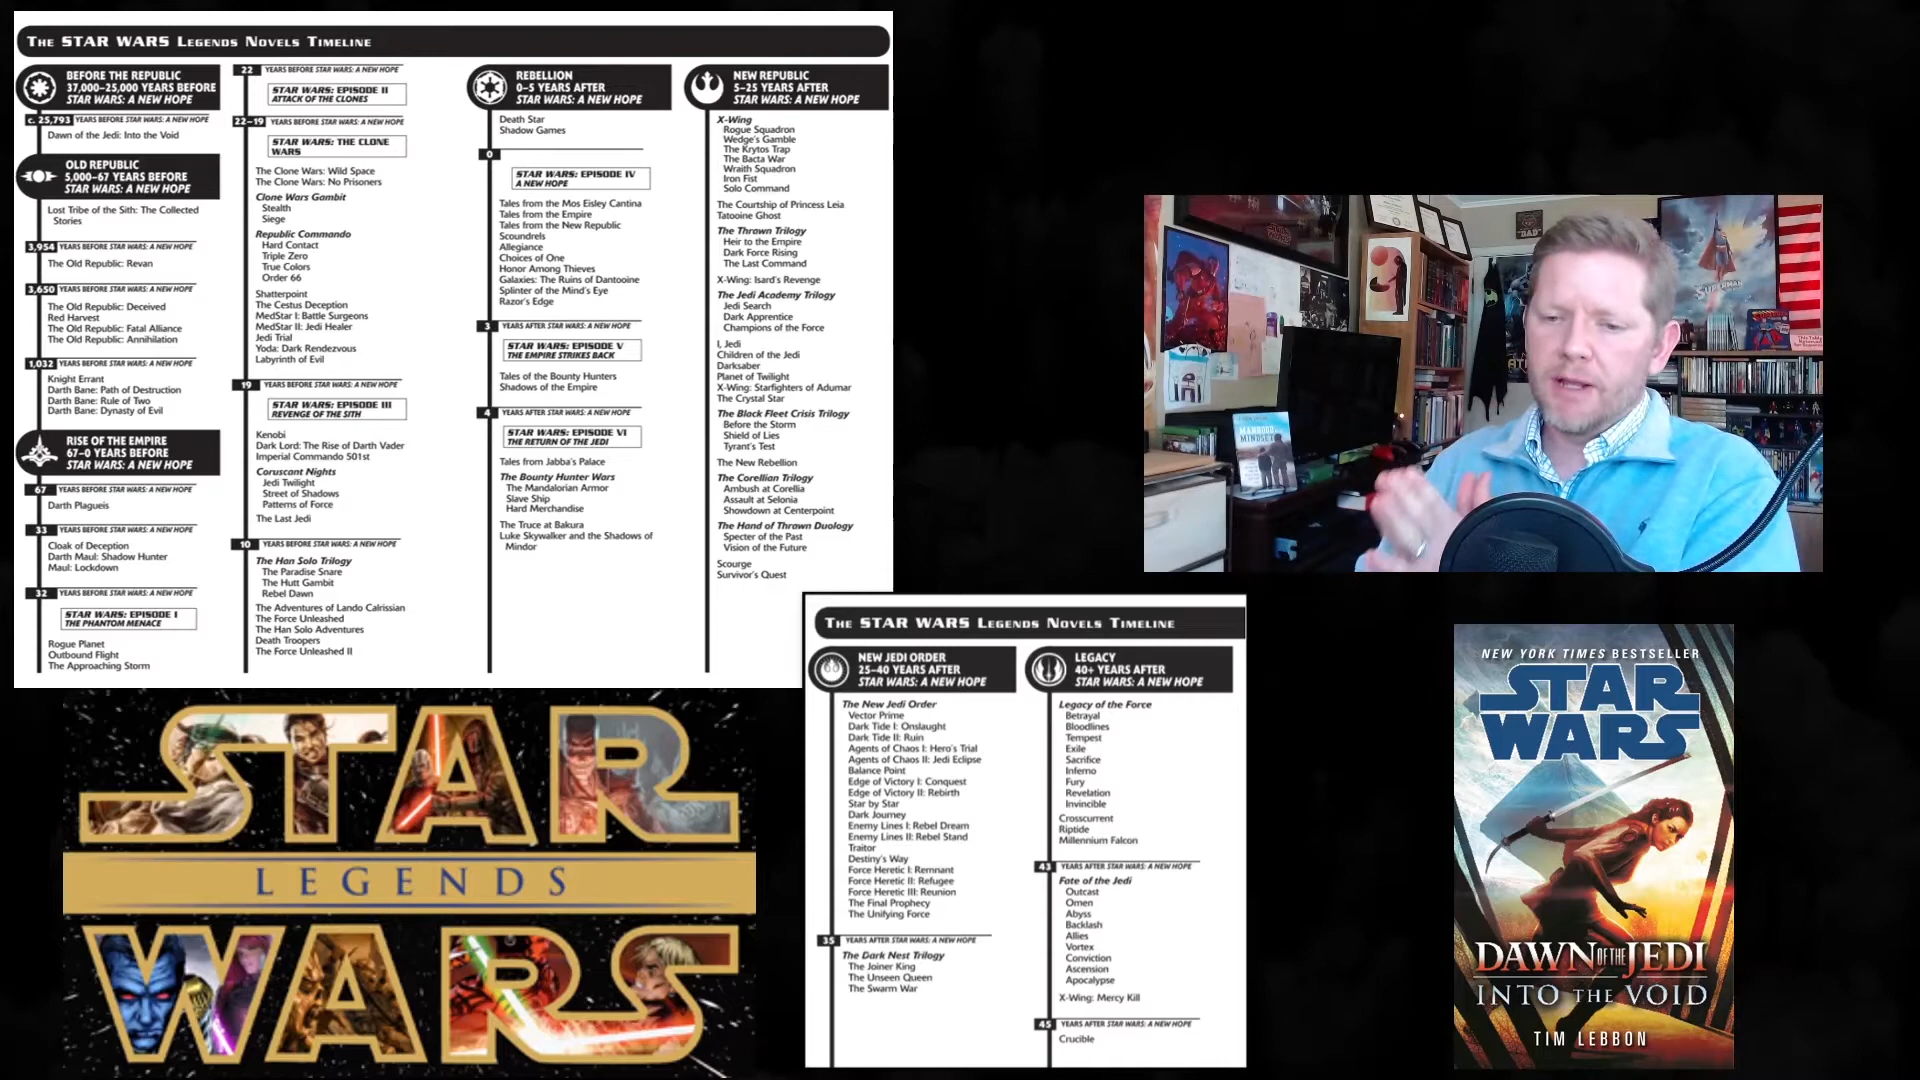 THE STAR WARS LEGENDS NOVELS TIMELINE
BEFORE THE REPUBLIC
37,000–25,000 YEARS BEFORE
STAR WARS: A NEW HOPE
c. 25,793 YEARS BEFORE STAR WARS: A NEW HOPE
Dawn of the Jedi: Into the Void
OLD REPUBLIC
5,000–67 YEARS BEFORE
STAR WARS: A NEW HOPE
Lost Tribe of the Sith: The Collected
Stories
3,954 YEARS BEFORE STAR WARS: A NEW HOPE
The Old Republic: Revan
3,650 YEARS BEFORE STAR WARS: A NEW HOPE
The Old Republic: Deceived
Red Harvest
The Old Republic: Fatal Alliance
The Old Republic: Annihilation
1,032 YEARS BEFORE STAR WARS: A NEW HOPE
Knight Errant
Darth Bane: Path of Destruction
Darth Bane: Rule of Two
Darth Bane: Dynasty of Evil
RISE OF THE EMPIRE
67–0 YEARS BEFORE
STAR WARS: A NEW HOPE
67 YEARS BEFORE STAR WARS: A NEW HOPE
Darth Plagueis
33 YEARS BEFORE STAR WARS: A NEW HOPE
Cloak of Deception
Darth Maul: Shadow Hunter
Maul: Lockdown
32 YEARS BEFORE STAR WARS: A NEW HOPE
STAR WARS: EPISODE I
THE PHANTOM MENACE
Rogue Planet
Outbound Flight
The Approaching Storm
22 YEARS BEFORE STAR WARS: A NEW HOPE
STAR WARS: EPISODE II
ATTACK OF THE CLONES
22–19 YEARS BEFORE STAR WARS: A NEW HOPE
STAR WARS: THE CLONE
WARS
The Clone Wars: Wild Space
The Clone Wars: No Prisoners
Clone Wars Gambit
Stealth
Siege
Republic Commando
Hard Contact
Triple Zero
True Colors
Order 66
Shatterpoint
The Cestus Deception
MedStar I: Battle Surgeons
MedStar II: Jedi Healer
Jedi Trial
Yoda: Dark Rendezvous
Labyrinth of Evil
19 YEARS BEFORE STAR WARS: A NEW HOPE
STAR WARS: EPISODE III
REVENGE OF THE SITH
Kenobi
Dark Lord: The Rise of Darth Vader
Imperial Commando 501st
Coruscant Nights
Jedi Twilight
Street of Shadows
Patterns of Force
The Last Jedi
10 YEARS BEFORE STAR WARS: A NEW HOPE
The Han Solo Trilogy
The Paradise Snare
The Hutt Gambit
Rebel Dawn
The Adventures of Lando Calrissian
The Force Unleashed
The Han Solo Adventures
Death Troopers
The Force Unleashed II
REBELLION
0–5 YEARS AFTER
STAR WARS: A NEW HOPE
Death Star
Shadow Games
0
STAR WARS: EPISODE IV
A NEW HOPE
Tales from the Mos Eisley Cantina
Tales from the Empire
Tales from the New Republic
Scoundrels
Allegiance
Choices of One
Honor Among Thieves
Galaxies: The Ruins of Dantooine
Splinter of the Mind's Eye
Razor's Edge
3 YEARS AFTER STAR WARS: A NEW HOPE
STAR WARS: EPISODE V
THE EMPIRE STRIKES BACK
Tales of the Bounty Hunters
Shadows of the Empire
4 YEARS AFTER STAR WARS: A NEW HOPE
STAR WARS: EPISODE VI
THE RETURN OF THE JEDI
Tales from Jabba's Palace
The Bounty Hunter Wars
The Mandalorian Armor
Slave Ship
Hard Merchandise
The Truce at Bakura
Luke Skywalker and the Shadows of
Mindor
NEW REPUBLIC
5–25 YEARS AFTER
STAR WARS: A NEW HOPE
X-Wing
Rogue Squadron
Wedge's Gamble
The Krytos Trap
The Bacta War
Wraith Squadron
Iron Fist
Solo Command
The Courtship of Princess Leia
Tatooine Ghost
The Thrawn Trilogy
Heir to the Empire
Dark Force Rising
The Last Command
X-Wing: Isard's Revenge
The Jedi Academy Trilogy
Jedi Search
Dark Apprentice
Champions of the Force
I, Jedi
Children of the Jedi
Darksaber
Planet of Twilight
X-Wing: Starfighters of Adumar
The Crystal Star
The Black Fleet Crisis Trilogy
Before the Storm
Shield of Lies
Tyrant's Test
The New Rebellion
The Corellian Trilogy
Ambush at Corellia
Assault at Selonia
Showdown at Centerpoint
The Hand of Thrawn Duology
Specter of the Past
Vision of the Future
Scourge
Survivor's Quest
THE STAR WARS LEGENDS NOVELS TIMELINE
NEW JEDI ORDER
25–40 YEARS AFTER
STAR WARS: A NEW HOPE
The New Jedi Order
Vector Prime
Dark Tide I: Onslaught
Dark Tide II: Ruin
Agents of Chaos I: Hero's Trial
Agents of Chaos II: Jedi Eclipse
Balance Point
Edge of Victory I: Conquest
Edge of Victory II: Rebirth
Star by Star
Dark Journey
Enemy Lines I: Rebel Dream
Enemy Lines II: Rebel Stand
Traitor
Destiny's Way
Force Heretic I: Remnant
Force Heretic II: Refugee
Force Heretic III: Reunion
The Final Prophecy
The Unifying Force
35 YEARS AFTER STAR WARS: A NEW HOPE
The Dark Nest Trilogy
The Joiner King
The Unseen Queen
The Swarm War
LEGACY
40+ YEARS AFTER
STAR WARS: A NEW HOPE
Legacy of the Force
Betrayal
Bloodlines
Tempest
Exile
Sacrifice
Inferno
Fury
Revelation
Invincible
Crosscurrent
Riptide
Millennium Falcon
43 YEARS AFTER STAR WARS: A NEW HOPE
Fate of the Jedi
Outcast
Omen
Abyss
Backlash
Allies
Vortex
Conviction
Ascension
Apocalypse
X-Wing: Mercy Kill
45 YEARS AFTER STAR WARS: A NEW HOPE
Crucible
STAR
LEGENDS
WARS
"DAD"
SUPERMAN
MANHOOD
MINDSET
NEW YORK TIMES BESTSELLER
STAR
WARS
DAWN OF THE JEDI
INTO THE VOID
TIM LEBBON